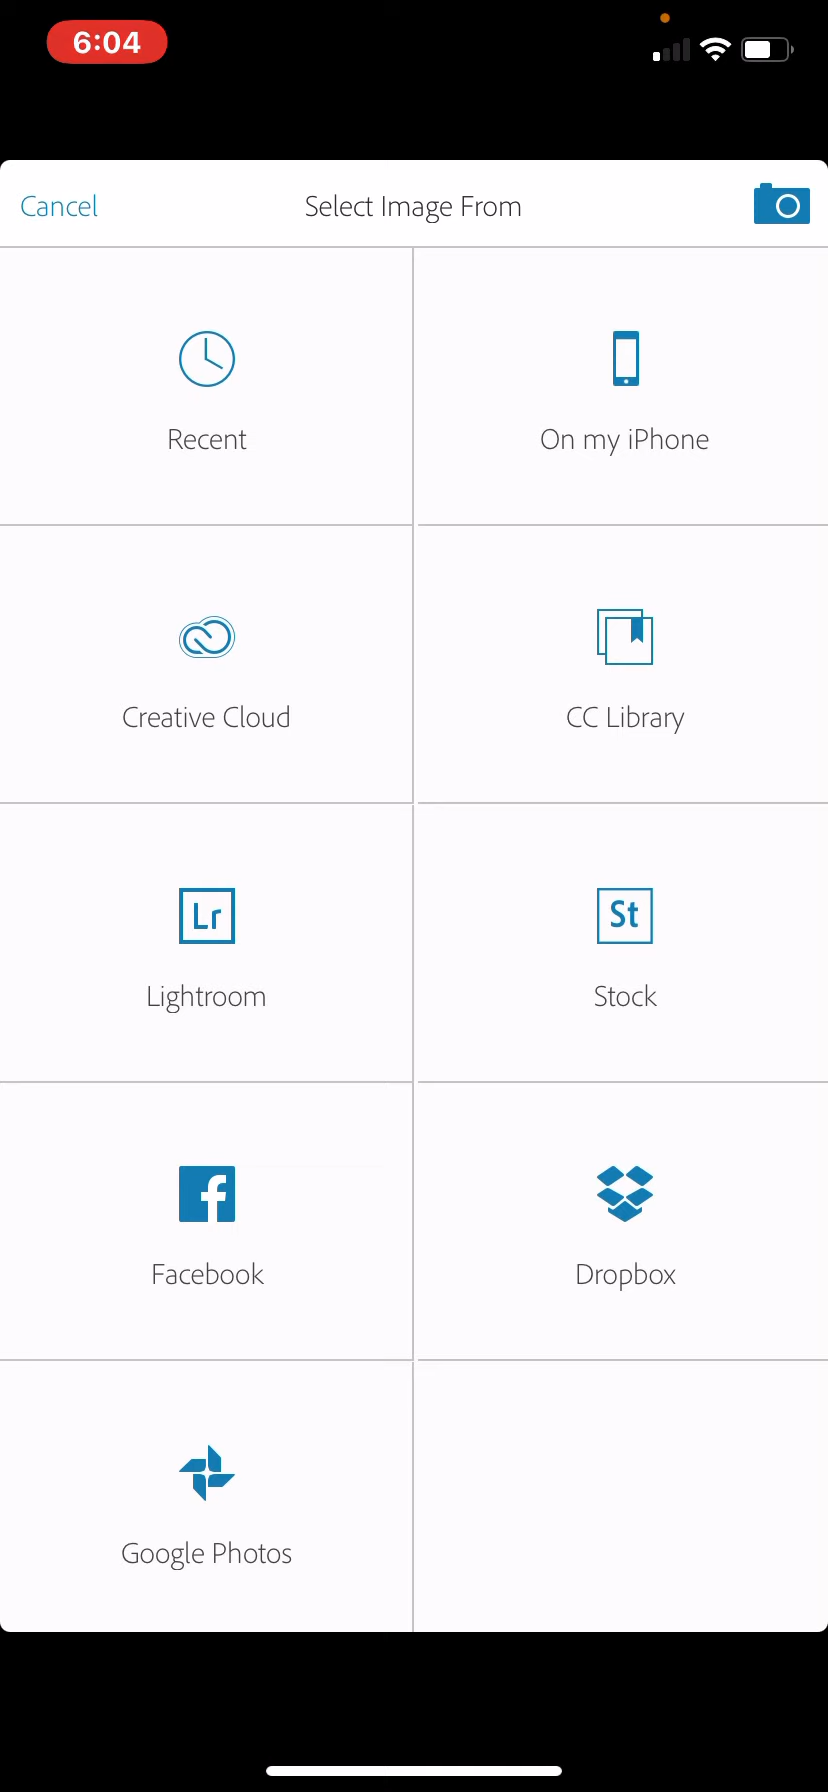 6:04
Cancel
Select Image From
Recent
On my iPhone
Creative Cloud
CC Library
Lr
St
Lightroom
Stock
f
Facebook
Dropbox
Google Photos